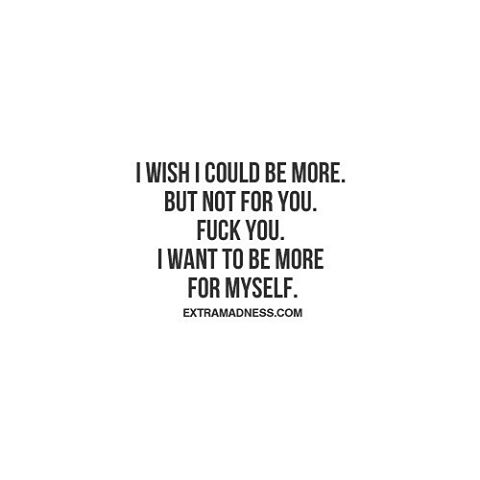 I WISH I COULD BE MORE.
BUT NOT FOR YOU.
FUCK YOU.
I WANT TO BE MORE
FOR MYSELF.
EXTRAMADNESS.COM